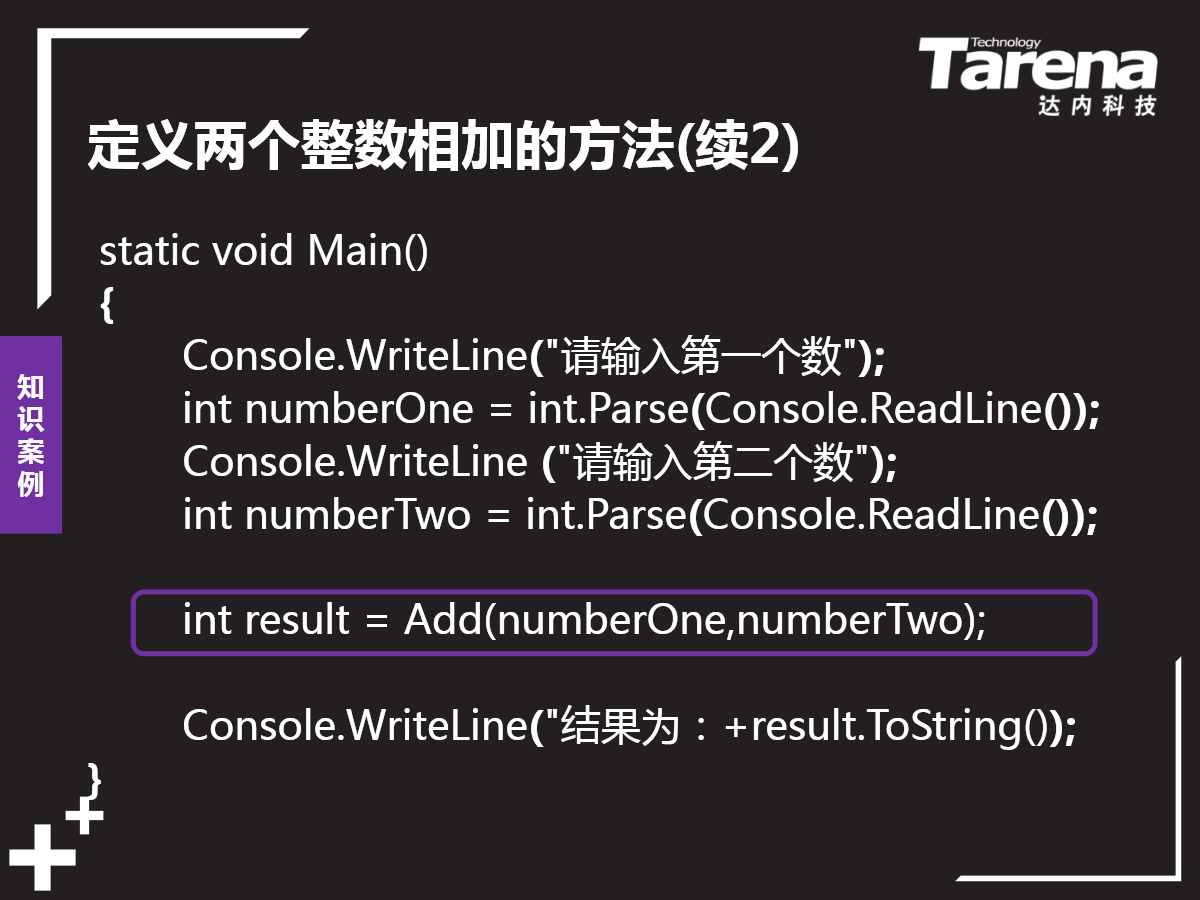 Technology
Tarena
达内科技
定义两个整数相加的方法(续2)
static void Main()
{
Console.WriteLine("请输入第一个数");
int numberOne = int.Parse(Console.ReadLine());
Console.WriteLine ("请输入第二个数");
int numberTwo = int.Parse(Console.ReadLine());
int result = Add(numberOne,numberTwo);
Console.WriteLine("结果为：+result.ToString());
}
知识案例